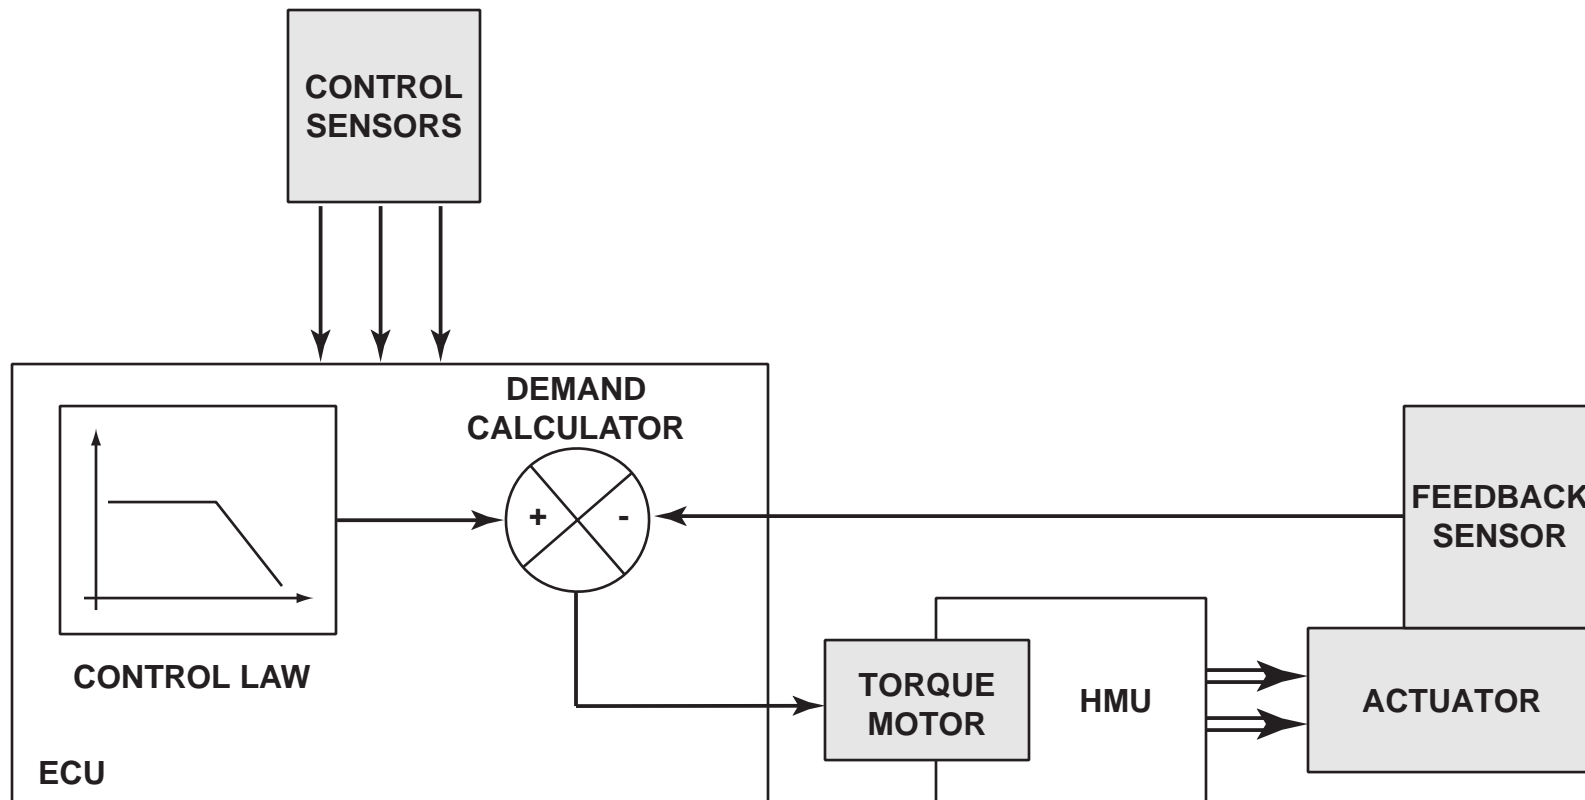 CONTROL
SENSORS
DEMAND
CALCULATOR
+
-
FEEDBACK
SENSOR
CONTROL LAW
TORQUE
MOTOR
HMU
ACTUATOR
ECU